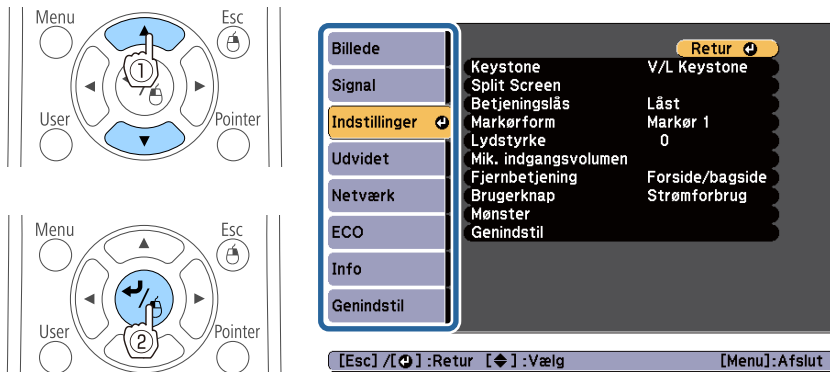 Menu
Esc
①
User
Pointer
Menu
Esc
User
②
Pointer
Billede
Signal
Indstillinger
Udvidet
Netværk
ECO
Info
Genindstil
Retur
Keystone V/L Keystone
Split Screen
Betjeningslås Låst
Markørform Markør 1
Lydstyrke 0
Mik. indgangsvolumen
Fjernbetjening Forside/bagside
Brugerknap Strømforbrug
Mønster
Genindstil
[Esc] /[⏎] :Retur [◆] :Vælg [Menu]:Afslut